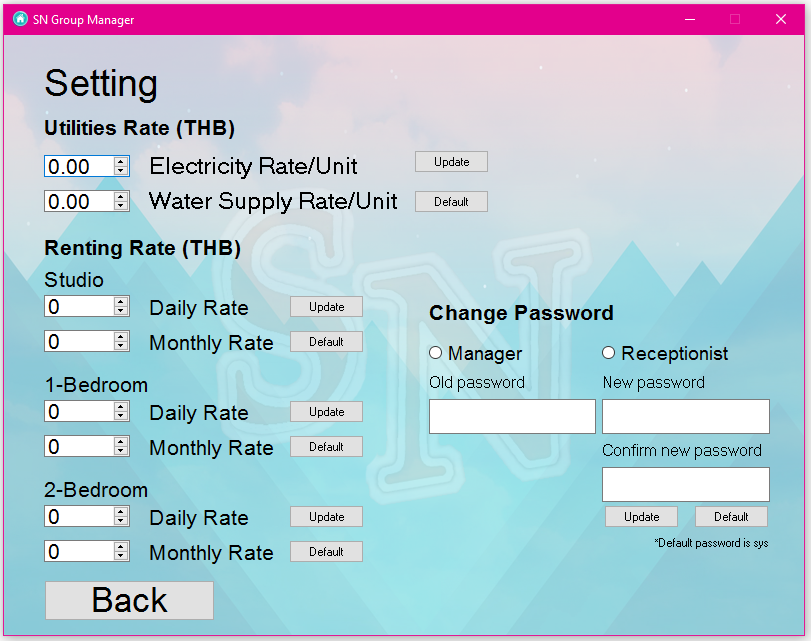 SN Group Manager
Setting
Utilities Rate (THB)
0.00 Electricity Rate/Unit Update
0.00 Water Supply Rate/Unit Default
Renting Rate (THB)
Studio
0 Daily Rate Update
0 Monthly Rate Default
1-Bedroom
0 Daily Rate Update
0 Monthly Rate Default
2-Bedroom
0 Daily Rate Update
0 Monthly Rate Default
Back
SN
Change Password
Manager Receptionist
Old password New password
Confirm new password
Update Default
*Default password is sys